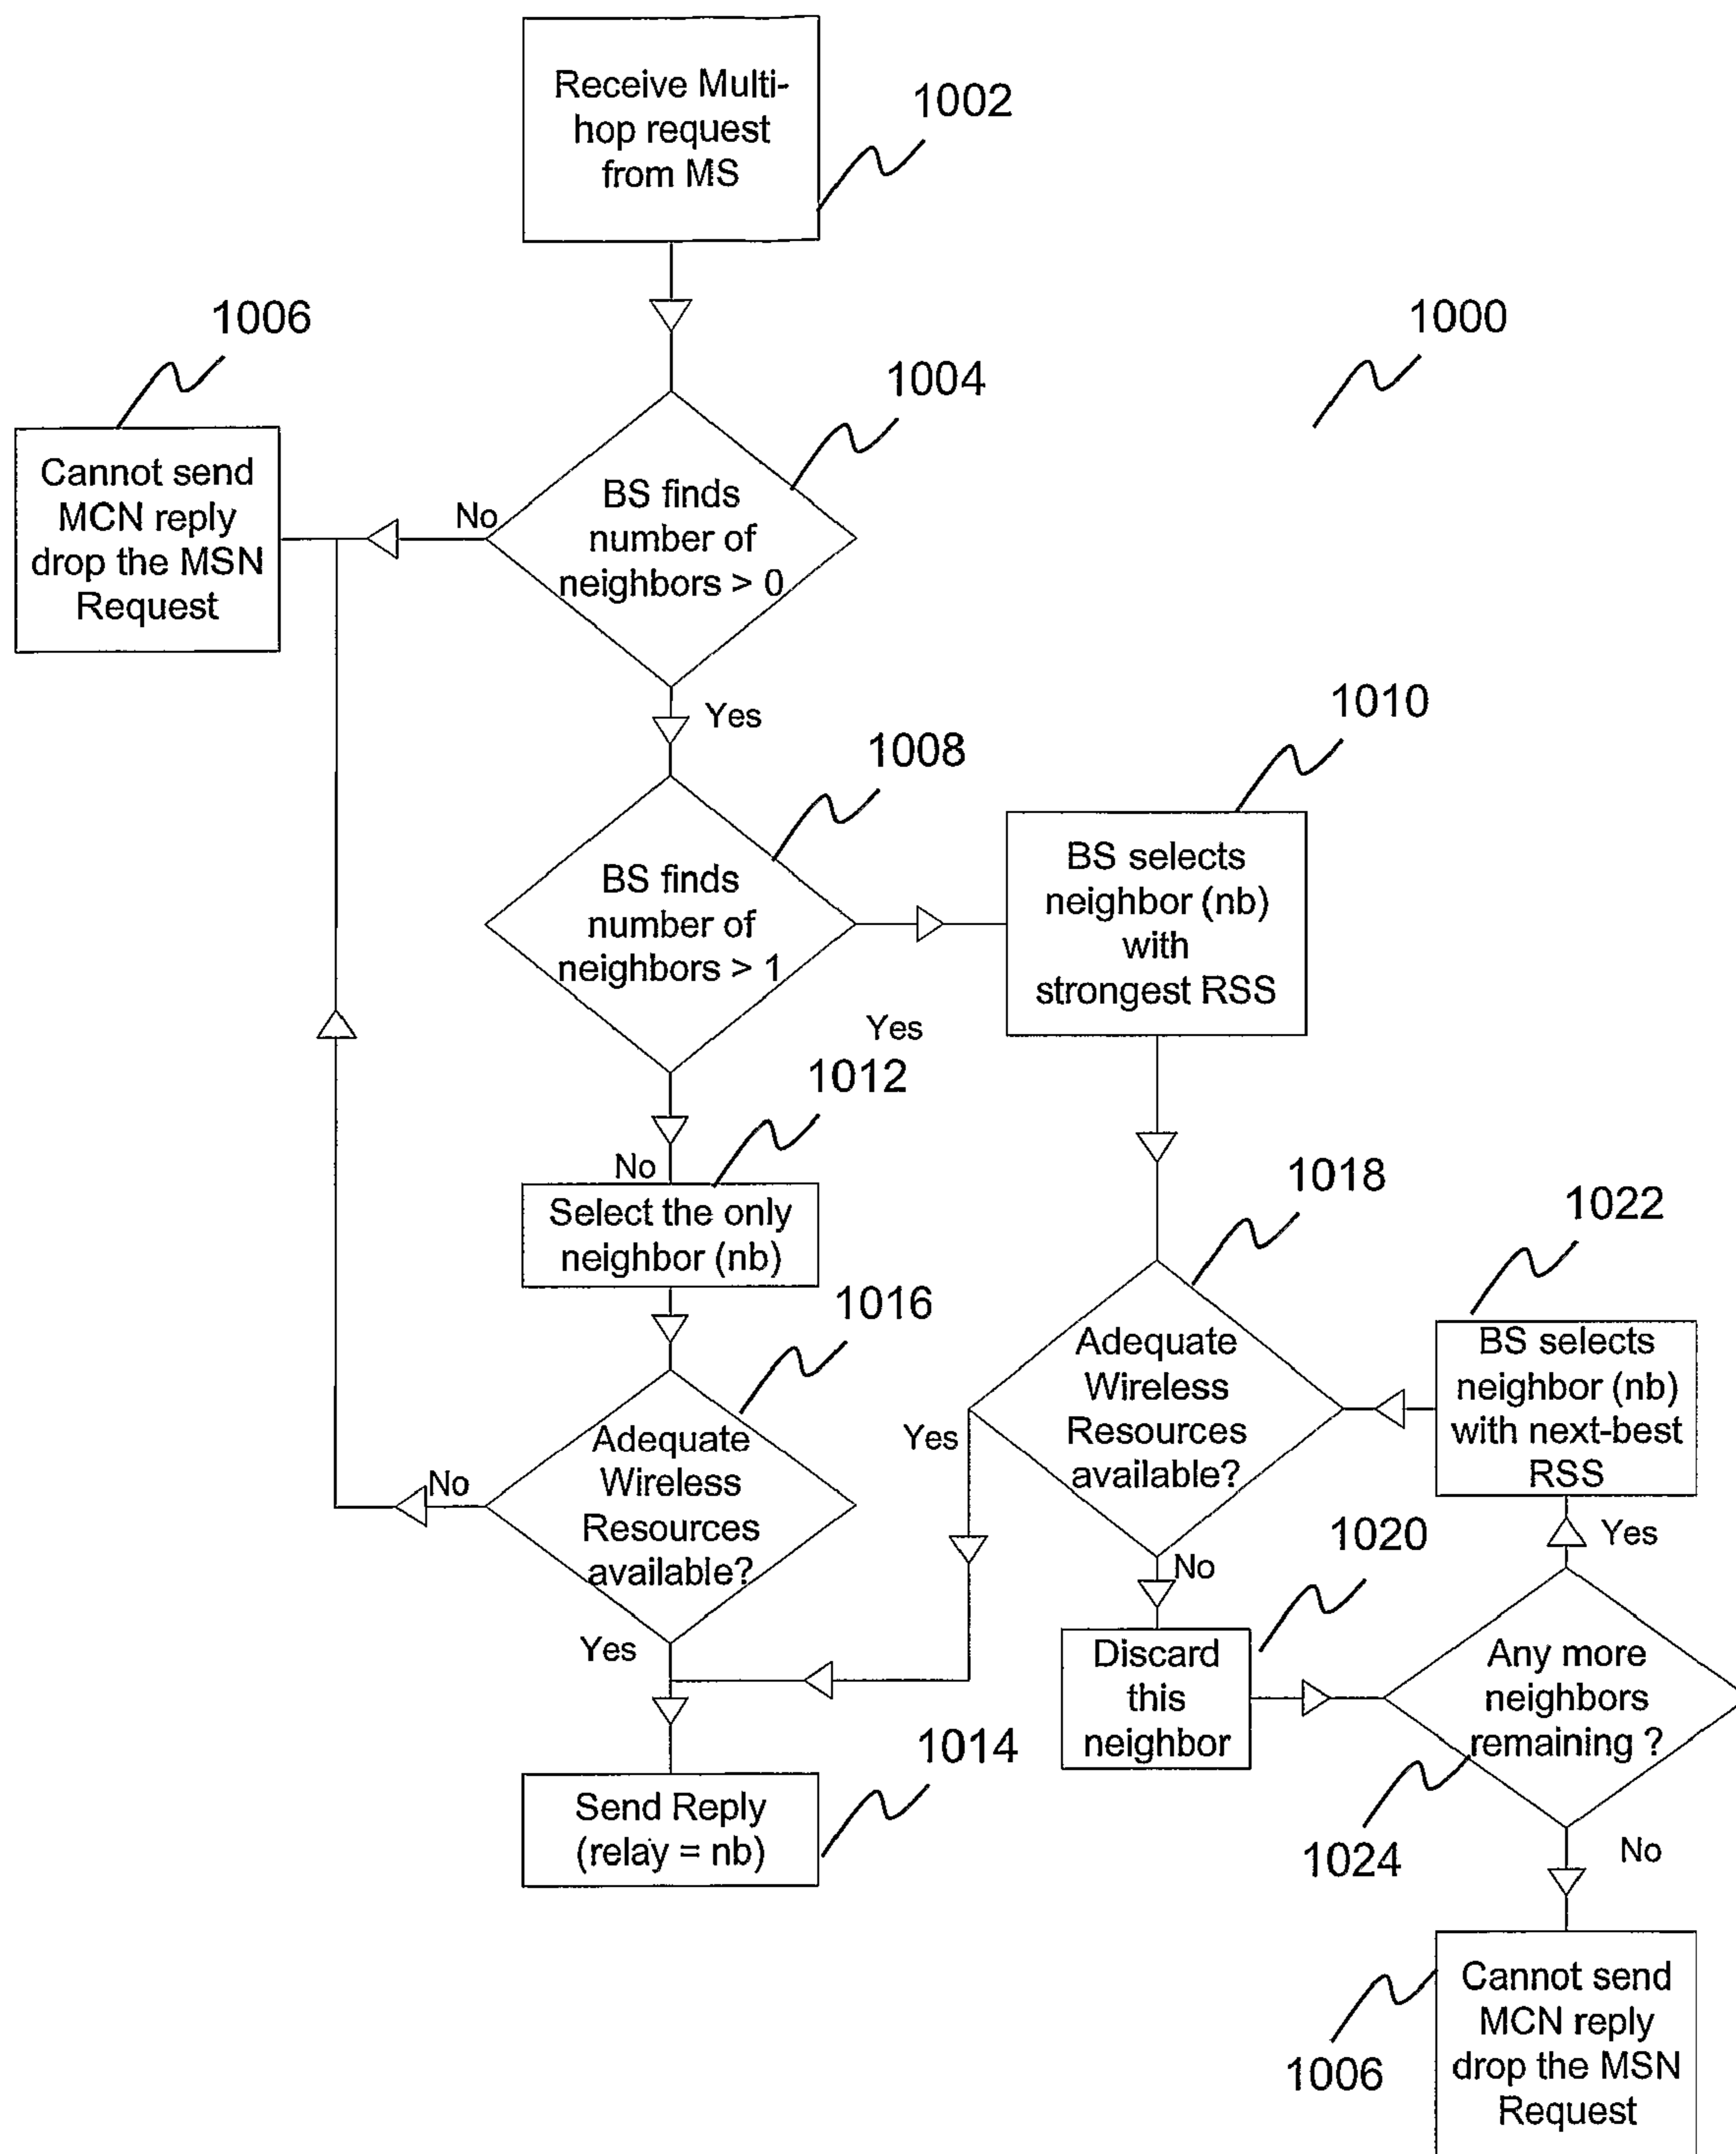 Receive Multi-
hop request
from MS
1002
1006
1000
1004
Cannot send
MCN reply
drop the MSN
Request
No
BS finds
number of
neighbors > 0
Yes
1010
1008
BS finds
number of
neighbors > 1
BS selects
neighbor (nb)
with
strongest RSS
Yes
1012
No
Select the only
neighbor (nb)
1018
1022
1016
Adequate
Wireless
Resources
available?
No
Yes
Adequate
Wireless
Resources
available?
Yes
BS selects
neighbor (nb)
with next-best
RSS
Yes
No
1020
Discard
this
neighbor
Any more
neighbors
remaining ?
1024
No
1014
Send Reply
(relay = nb)
1006
Cannot send
MCN reply
drop the MSN
Request